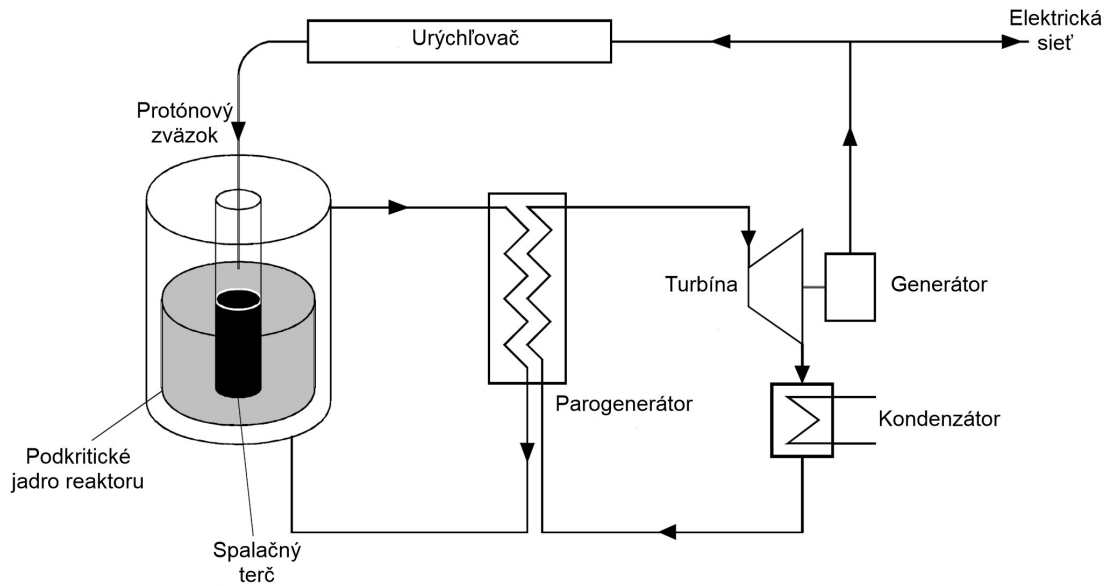 Elektrická
sieť
Urýchľovač
Protónový
zväzok
Turbína
Generátor
Parogenerátor
Kondenzátor
Podkritické
jadro reaktoru
Spalačný
terč